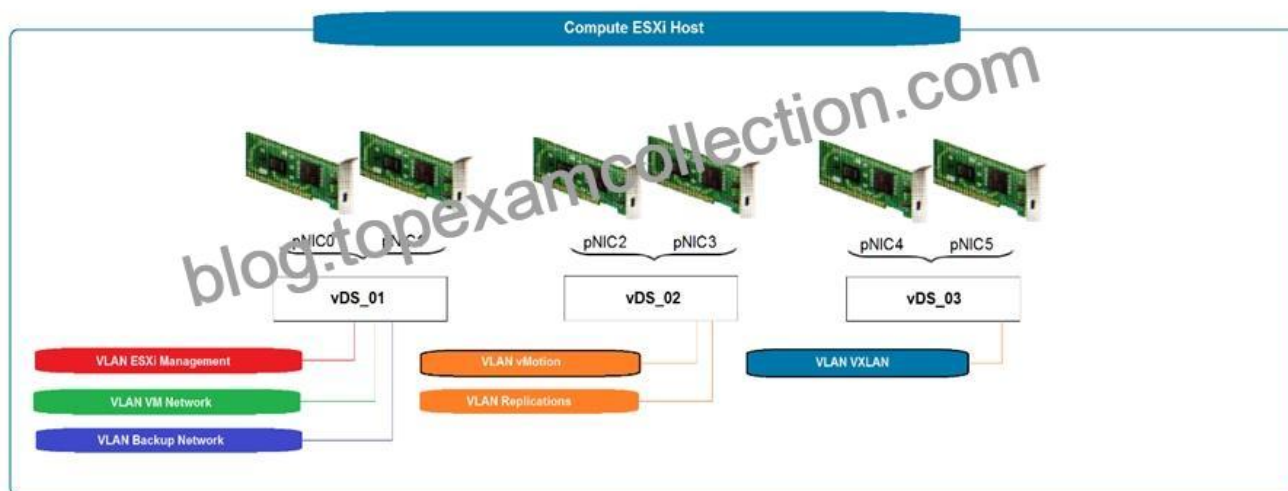 Compute ESXi Host
blog.topexamcollection.com
pNIC0 pNIC1 pNIC2 pNIC3 pNIC4 pNIC5
vDS_01 vDS_02 vDS_03
VLAN ESXi Management VLAN vMotion VLAN VXLAN
VLAN VM Network VLAN Replications
VLAN Backup Network